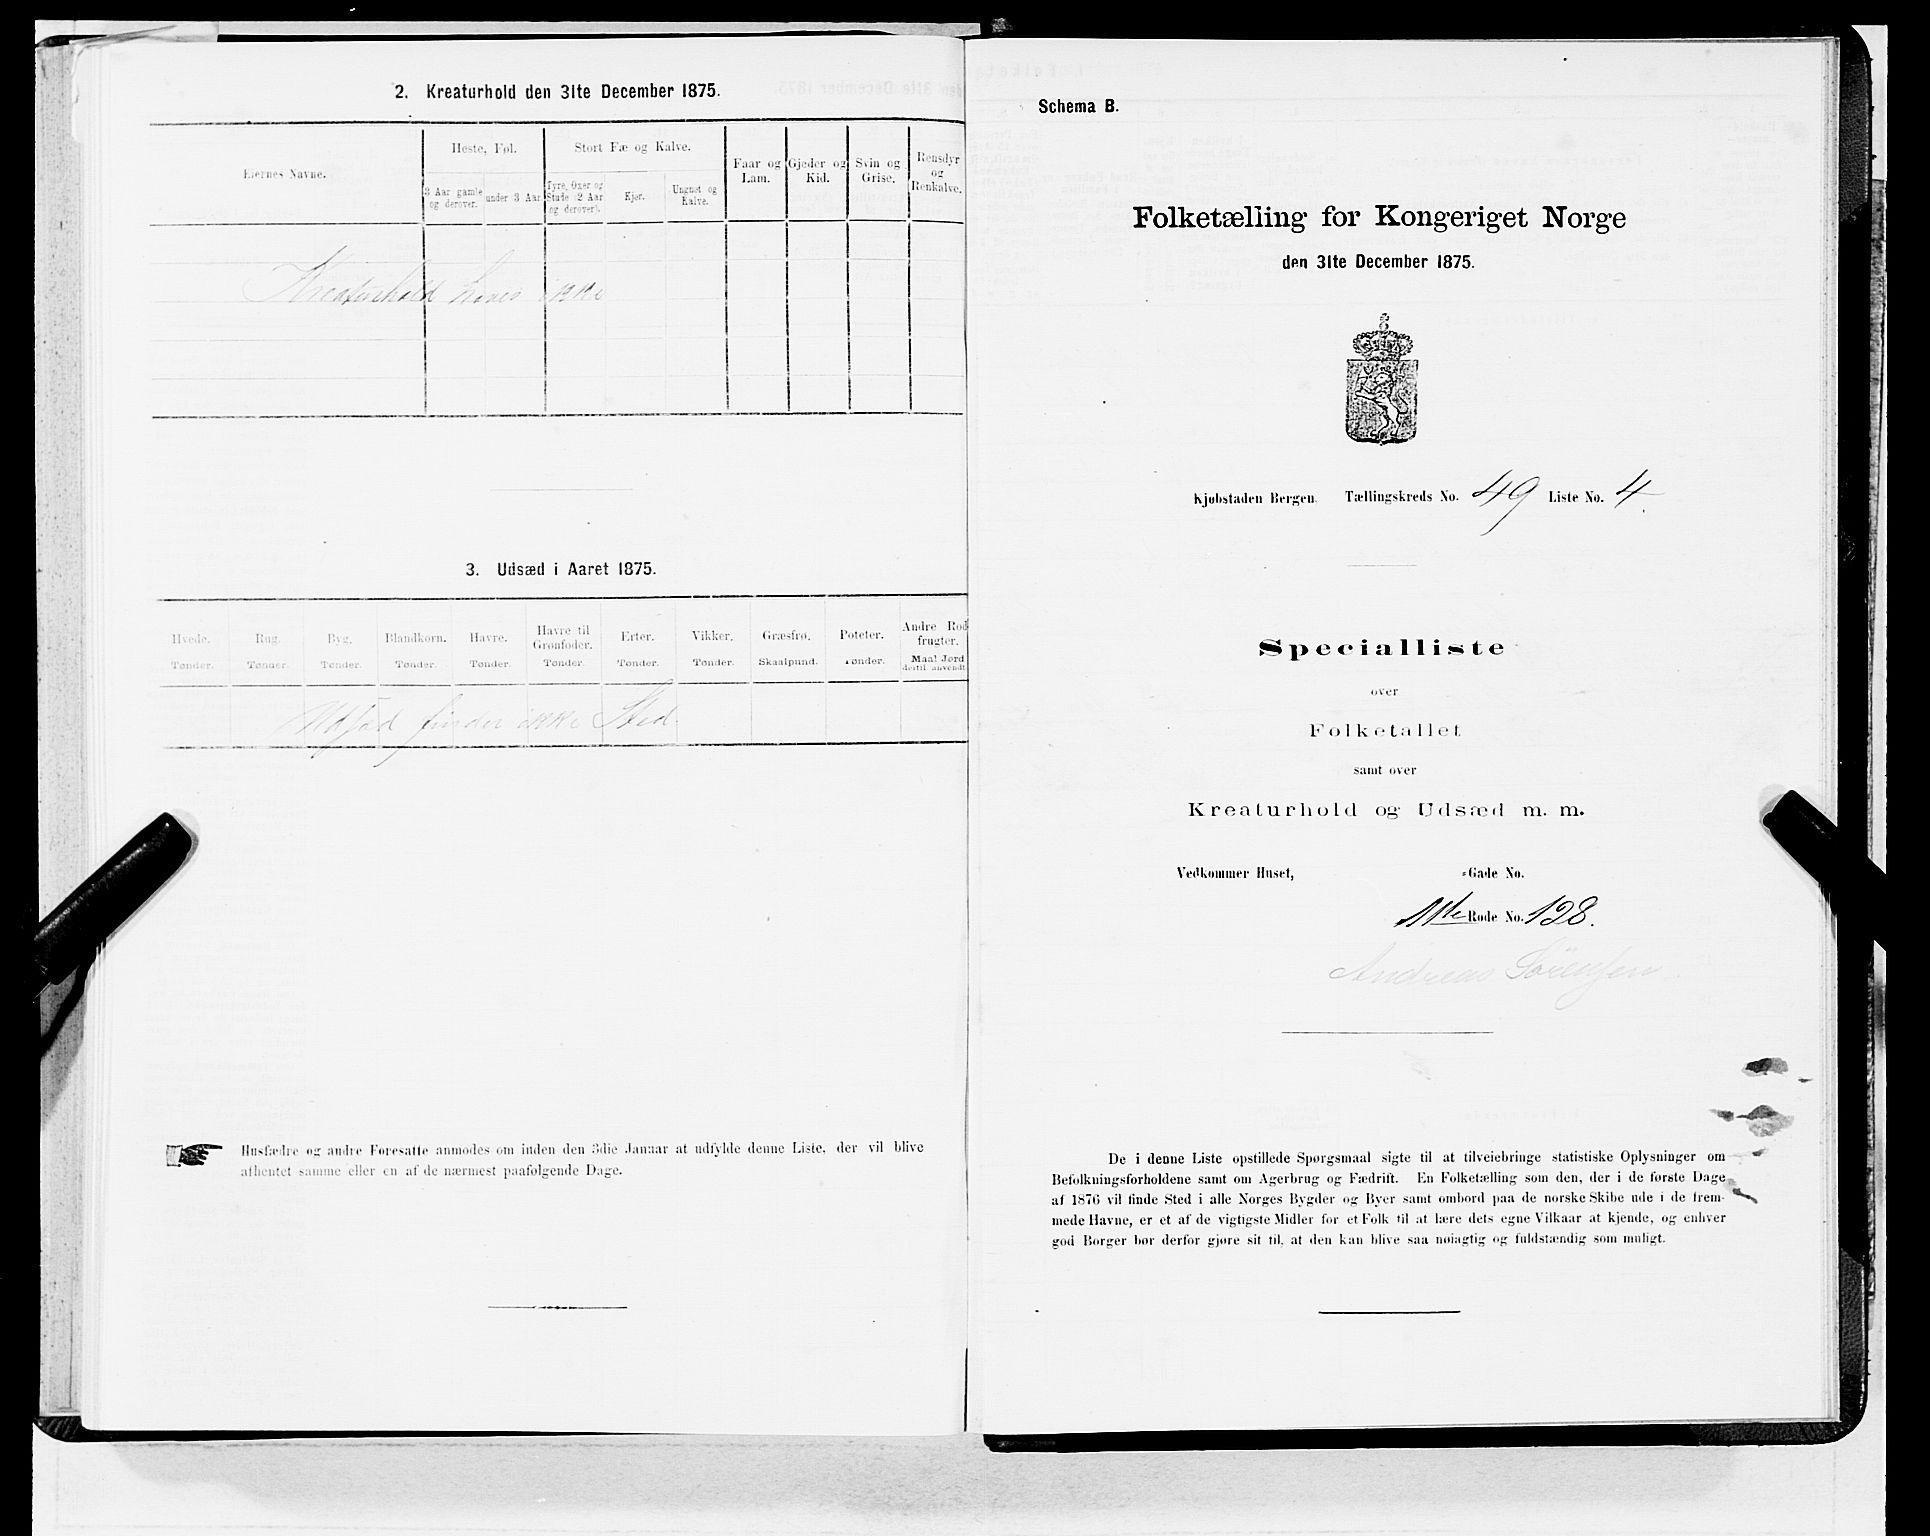 2. Kreaturhold den 31te December 1875.
Eiernes Navne.
Heste, Føl.
Stort Fæ og Kalve.
Faar og Lam.
Gjeder og Kid.
Svin og Grise.
Rensdyr og Renkalve.
3 Aar gamle og derover.
under 3 Aar.
Tyre, Oxer og Stude (2 Aar og derover).
Kjør.
Ungnøt og Kalve.
Kreaturhold haves ikke
3. Udsæd i Aaret 1875.
Hvede. Rug. Byg. Blandkorn. Havre. Havre til Grønfoder. Erter. Vikker. Græsfrø. Poteter. Andre Rodfrugter.
Tønder. Tønder. Tønder. Tønder. Tønder. Tønder. Tønder. Tønder. Skaalpund. Tønder. Maal Jord dertil anvendt.
Udsæd finder ikke Sted.
Husfædre og andre Foresatte anmodes om inden den 3die Januar at udfylde denne Liste, der vil blive
afhentet samme eller en af de nærmest paafølgende Dage.
Schema B.
Folketælling for Kongeriget Norge
den 31te December 1875.
Kjøbstaden Bergen. Tællingskreds No. 49 Liste No. 4.
Specialliste
over
Folketallet
samt over
Kreaturhold og Udsæd m. m.
Vedkommer Huset, -Gade No.
11te Rode No. 128.
Andreas Sörensen
De i denne Liste opstillede Spørgsmaal sigte til at tilveiebringe statistiske Oplysninger om
Befolkningsforholdene samt om Agerbrug og Fædrift. En Folketælling som den, der i de første Dage
af 1876 vil finde Sted i alle Norges Bygder og Byer samt ombord paa de norske Skibe ude i de frem-
mede Havne, er et af de vigtigste Midler for et Folk til at lære dets egne Vilkaar at kjende, og enhver
god Borger bør derfor gjøre sit til, at den kan blive saa nøiagtig og fuldstændig som muligt.